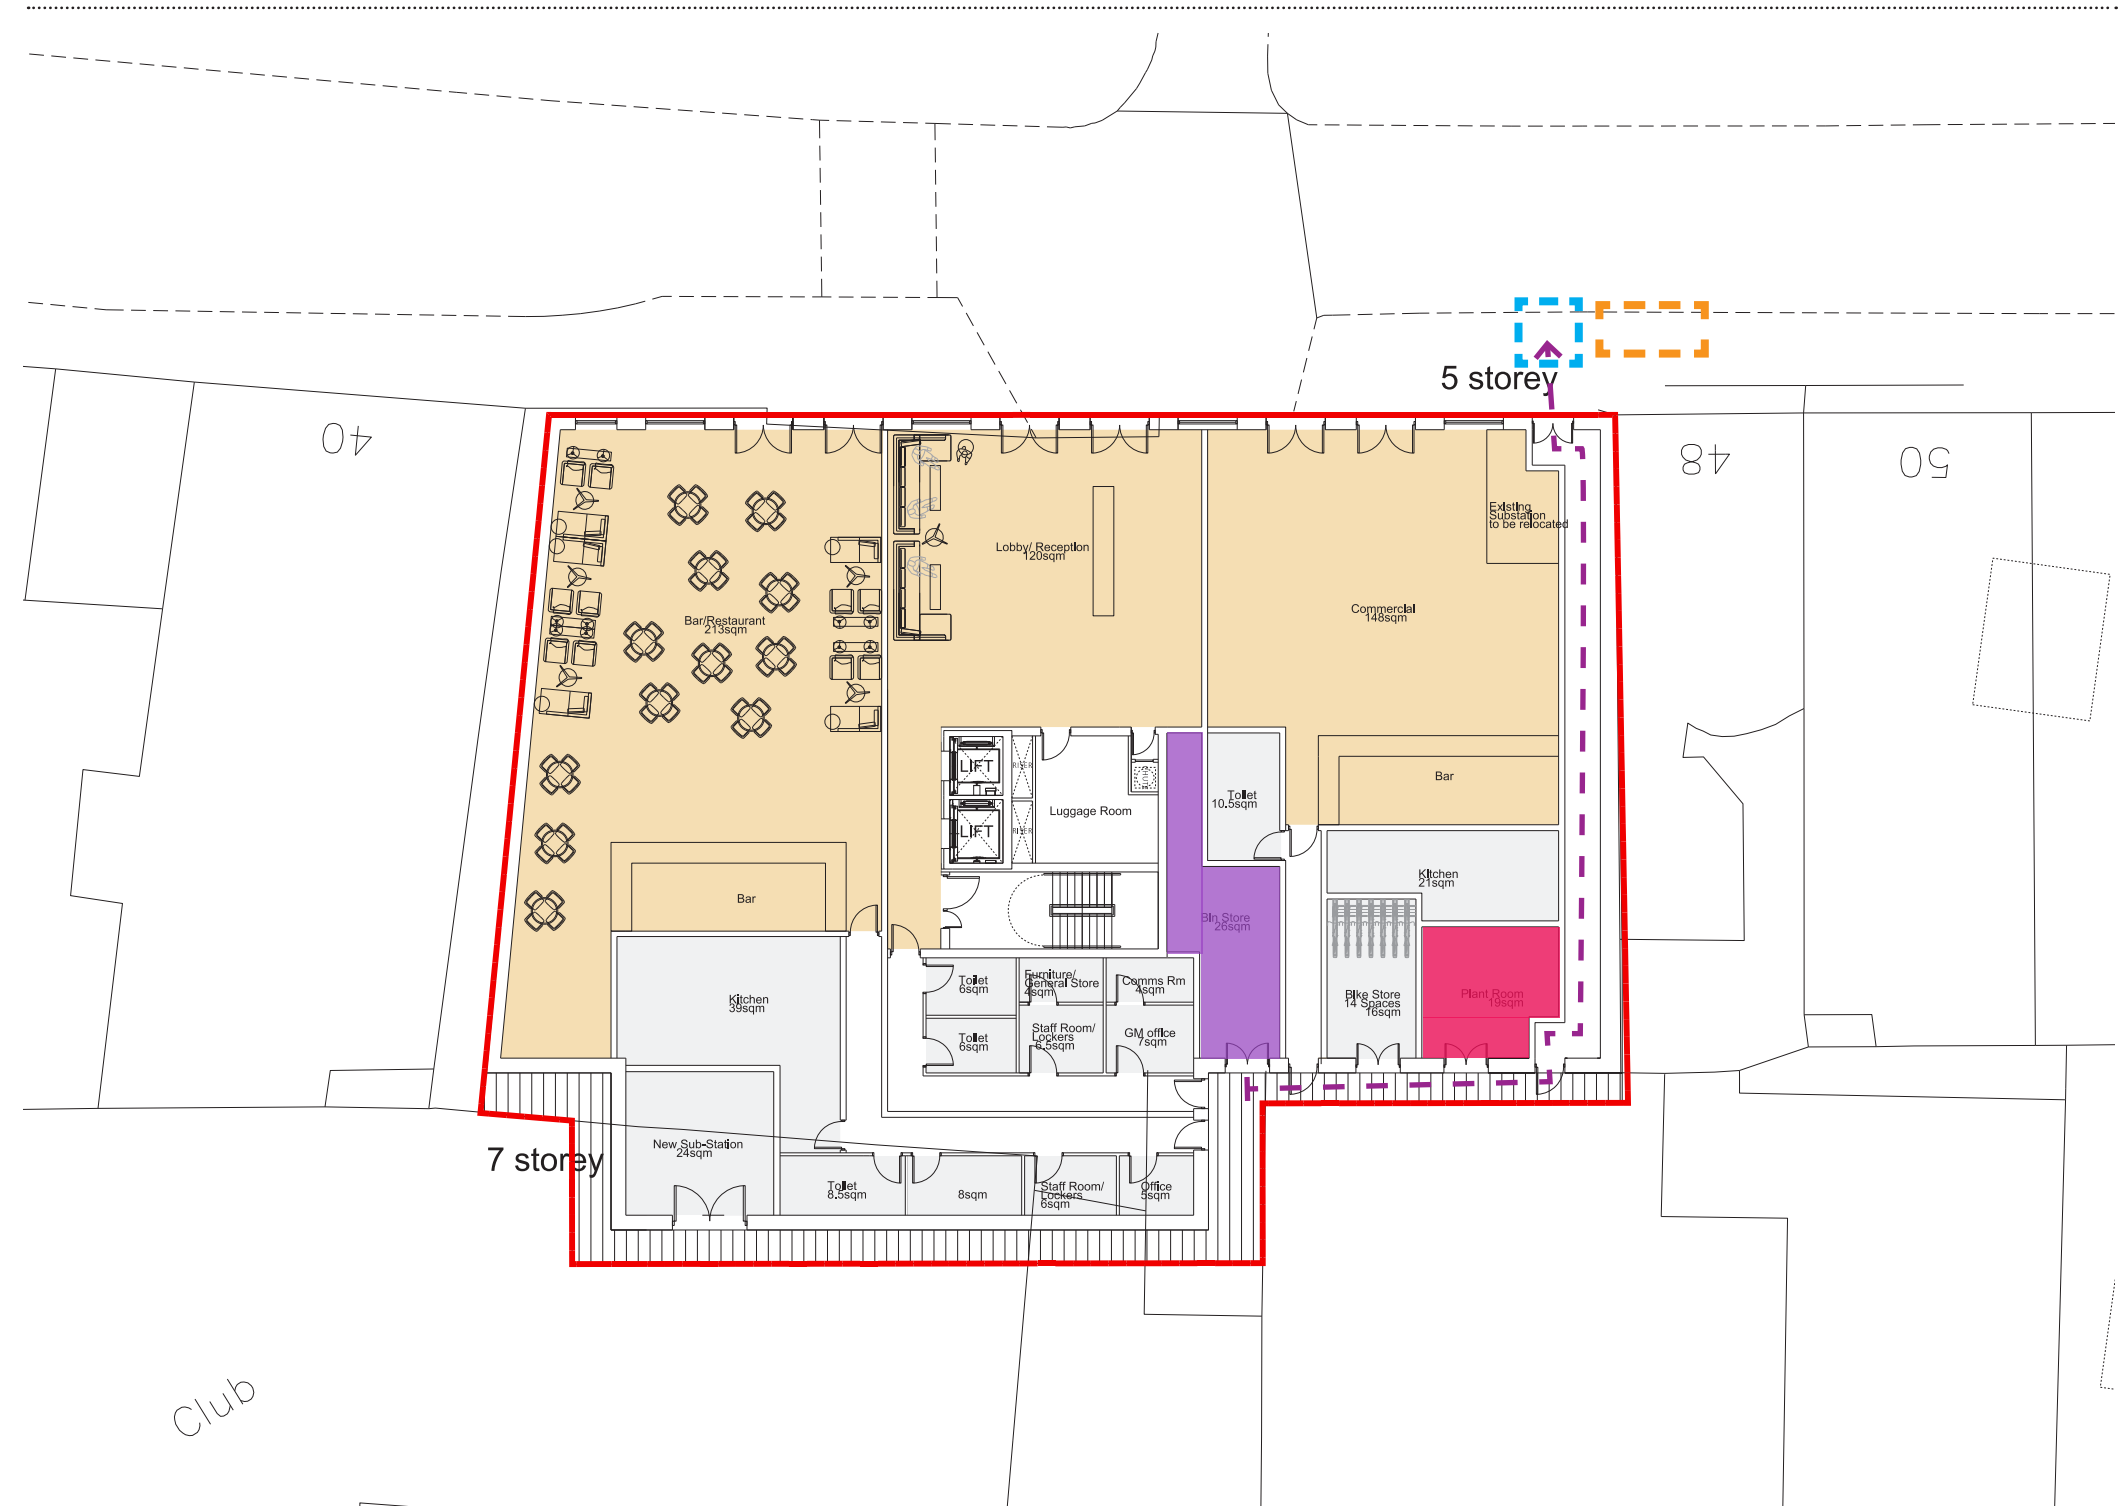 5 storey
40
48
50
Existing
Substation
to be relocated
Lobby/ Reception
120sqm
Commercial
148sqm
Bar/Restaurant
213sqm
LIFT
RISER
Luggage Room
CHUTE
Toilet
10.5sqm
Bar
LIFT
RISER
Kitchen
21sqm
Bar
Bin Store
26sqm
Toilet
6sqm
Furniture/
General Store
4sqm
Comms Rm
4sqm
Kitchen
39sqm
Bike Store
14 Spaces
16sqm
Plant Room
19sqm
Toilet
6sqm
Staff Room/
Lockers
6.5sqm
GM office
7sqm
7 storey
New Sub-Station
24sqm
Toilet
8.5sqm
8sqm
Staff Room/
Lockers
6sqm
Office
5sqm
Club